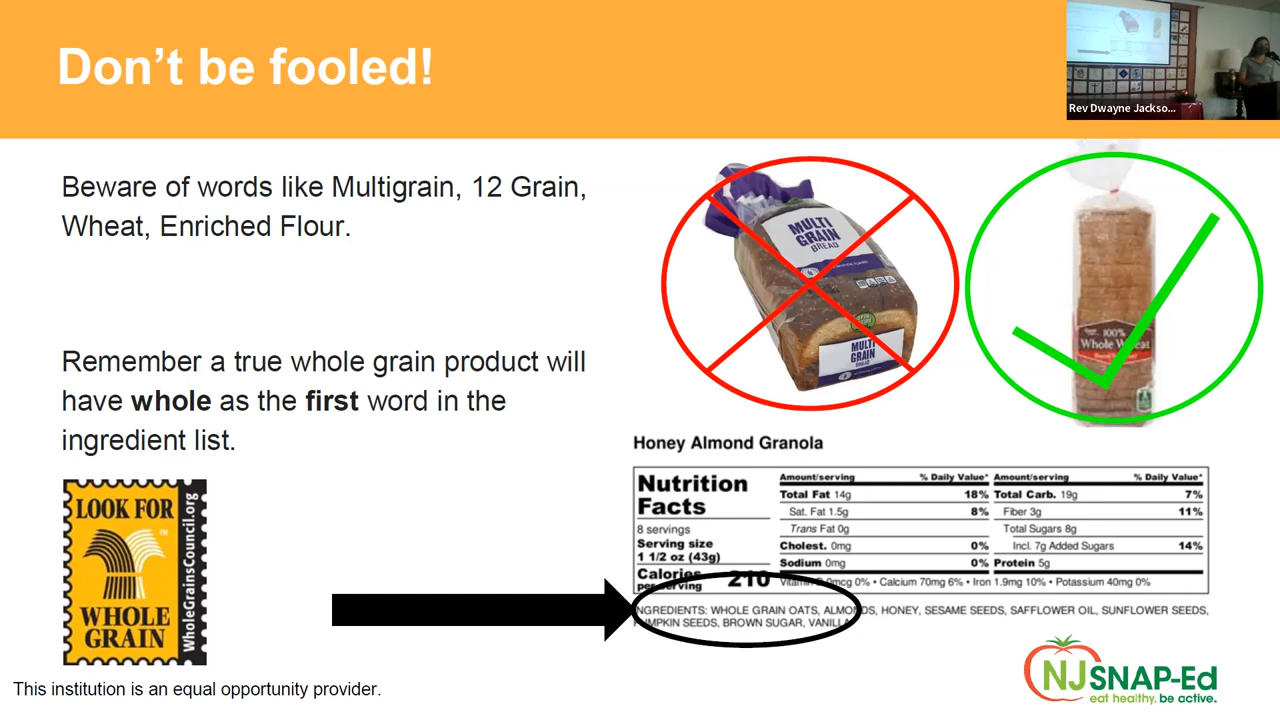 Don't be fooled!
Rev Dwayne Jackso...
Beware of words like Multigrain, 12 Grain,
Wheat, Enriched Flour.
MULTI
GRAIN
BREAD
MULTI
GRAIN
BREAD
100%
Whole Wheat
Remember a true whole grain product will
have whole as the first word in the
ingredient list.
LOOK FOR
WHOLE
GRAIN
WholeGrainsCouncil.org
Honey Almond Granola
Nutrition
Facts
8 servings
Serving size
1 1/2 oz (43g)
Calories
per serving
210
Amount/serving % Daily Value*
Total Fat 14g 18%
Sat. Fat 1.5g 8%
Trans Fat 0g
Cholest. 0mg 0%
Sodium 0mg 0%
Amount/serving % Daily Value*
Total Carb. 19g 7%
Fiber 3g 11%
Total Sugars 8g
Incl. 7g Added Sugars 14%
Protein 5g
Vitamin D 0mcg 0% • Calcium 70mg 6% • Iron 1.9mg 10% • Potassium 40mg 0%
INGREDIENTS: WHOLE GRAIN OATS, ALMONDS, HONEY, SESAME SEEDS, SAFFLOWER OIL, SUNFLOWER SEEDS,
PUMPKIN SEEDS, BROWN SUGAR, VANILLA
NJSNAP-Ed
eat healthy. be active.
This institution is an equal opportunity provider.